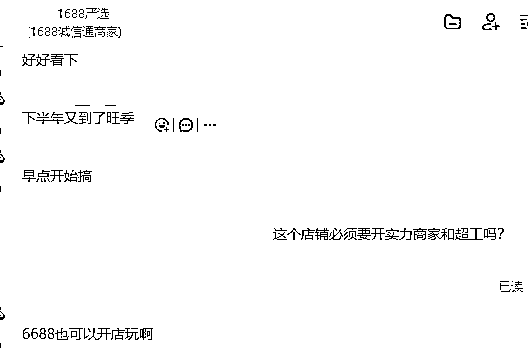 1688严选
(1688诚信通商家)
好好看下
下半年又到了旺季
早点开始搞
这个店铺必须要开实力商家和超工吗?
已读
6688也可以开店玩啊